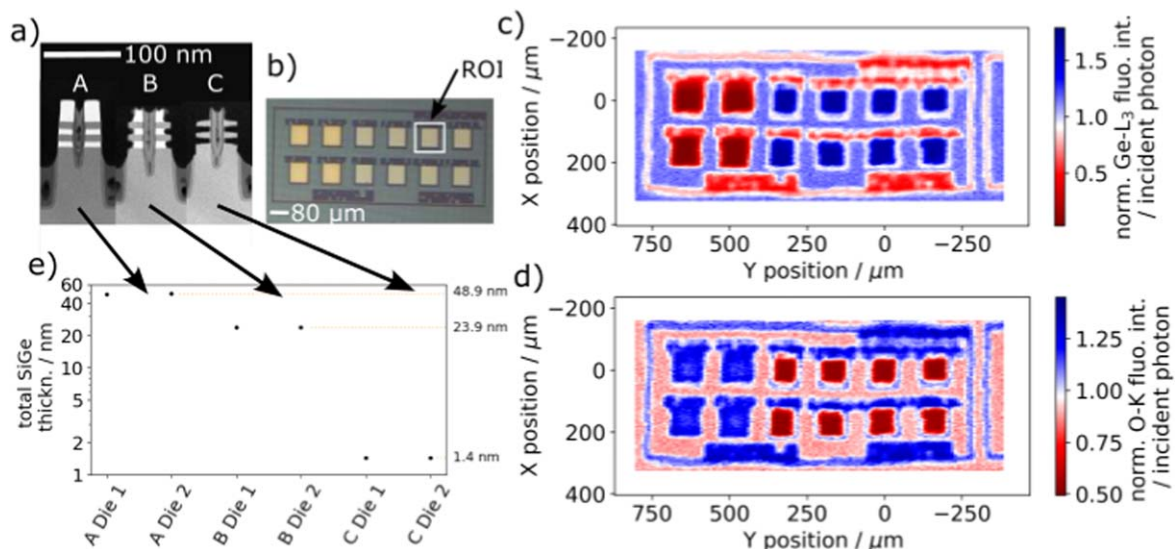 a)
100 nm
A B C
b)
ROI
80 μm
c)
−200
0
200
400
X position / μm
750 500 250 0 −250
Y position / μm
1.5
1.0
0.5
norm. Ge-L3 fluo. int.
/ incident photon
d)
−200
0
200
400
X position / μm
750 500 250 0 −250
Y position / μm
1.25
1.00
0.75
0.50
norm. O-K fluo. int.
/ incident photon
e)
60
40
20
10
5
2
1
total SiGe
thickn. / nm
48.9 nm
23.9 nm
1.4 nm
A Die 1
A Die 2
B Die 1
B Die 2
C Die 1
C Die 2